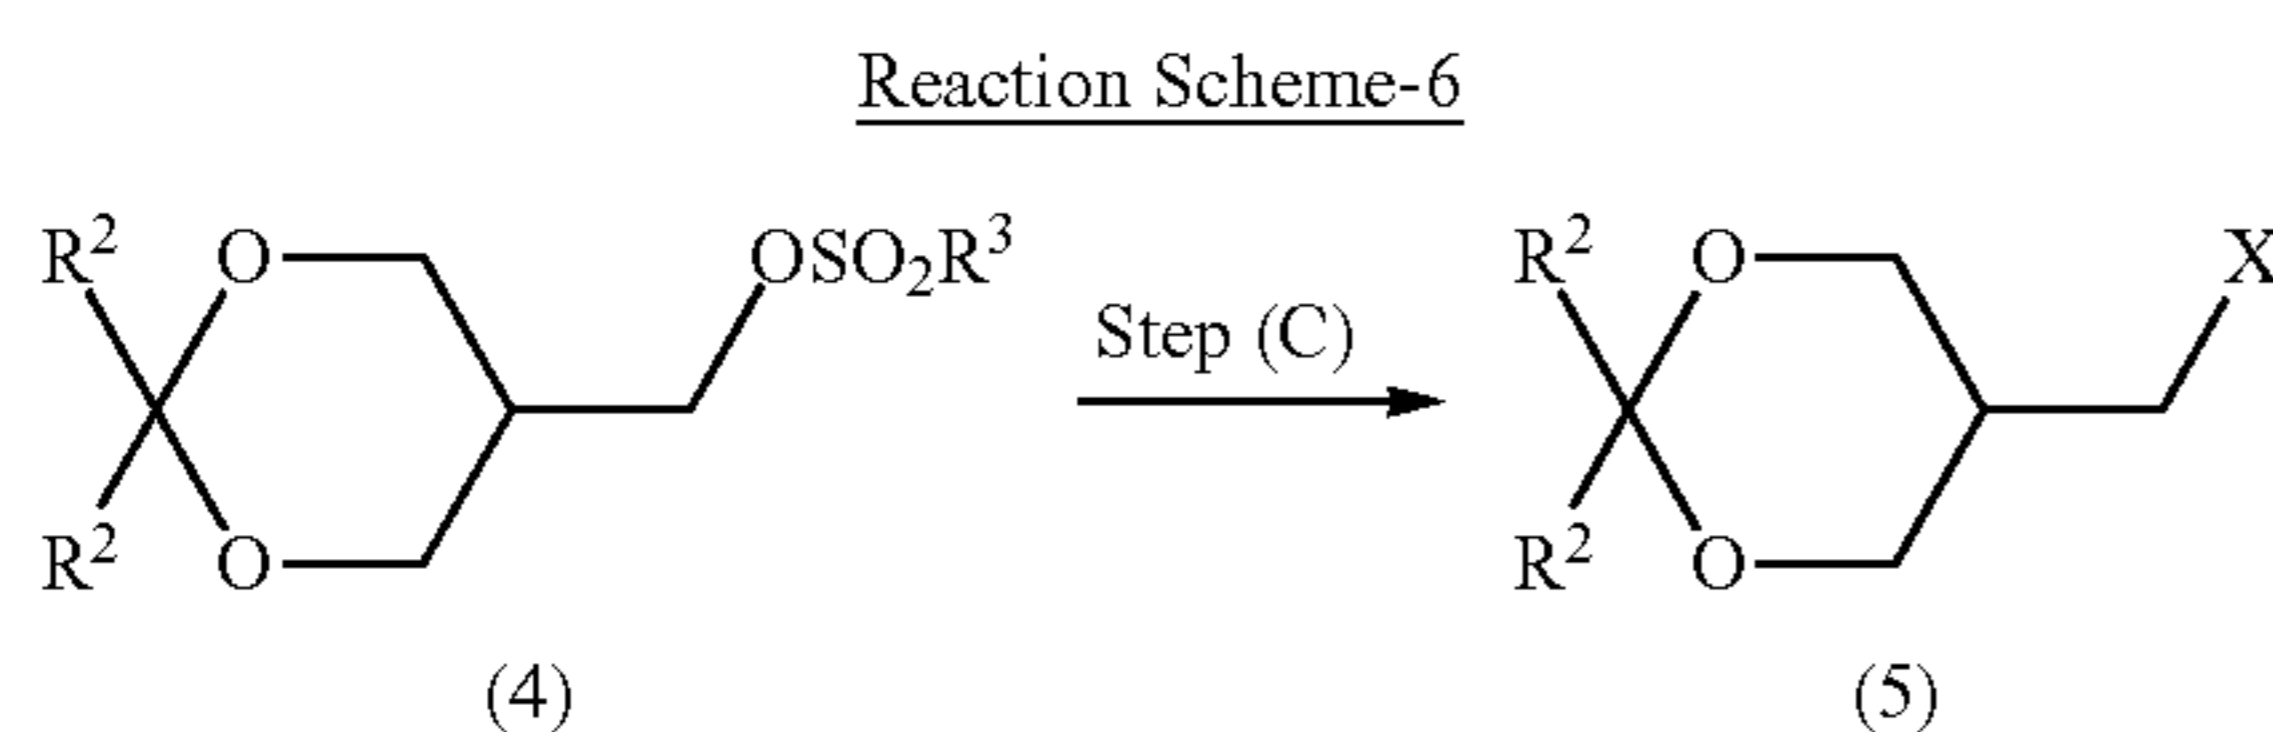 Reaction Scheme-6
R² O OSO₂R³ R² O X
Step (C)
R² O R² O
(4) (5)